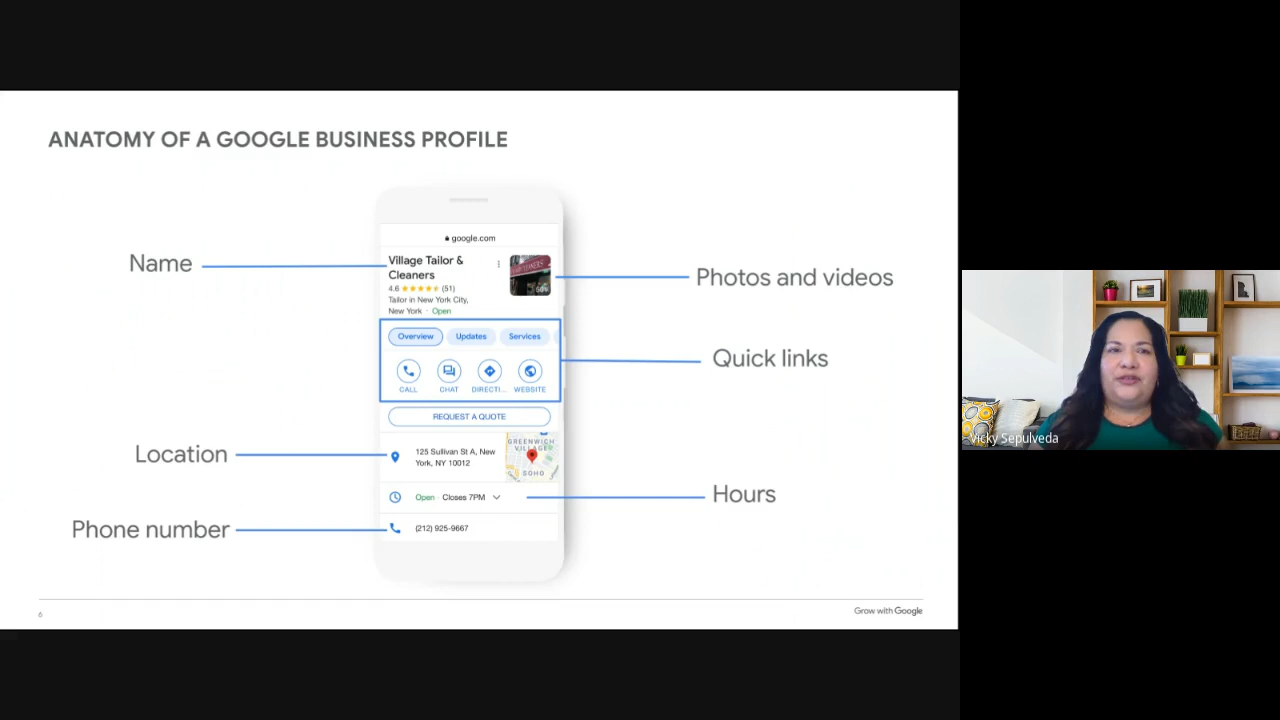 ANATOMY OF A GOOGLE BUSINESS PROFILE
google.com
Name
Village Tailor &
Cleaners
4.6 (51)
Tailor in New York City,
New York · Open
Photos and videos
Overview Updates Services
Quick links
CALL CHAT DIRECTI... WEBSITE
REQUEST A QUOTE
Location
125 Sullivan St A, New
York, NY 10012
GREENWICH
VILLAGE
SOHO
Open · Closes 7PM
Hours
Phone number
(212) 925-9667
6
Grow with Google
Vicky Sepulveda